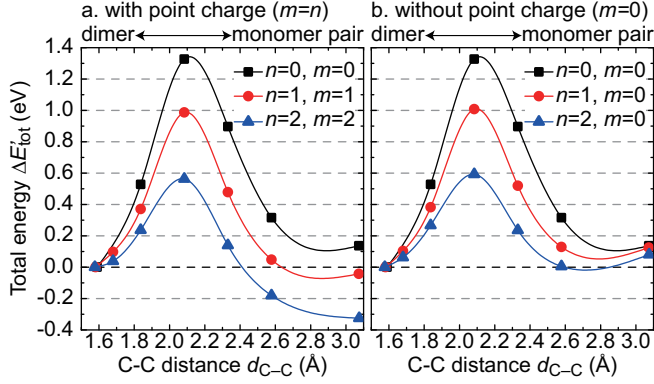 a. with point charge (m=n)
b. without point charge (m=0)
dimer
monomer pair
dimer
monomer pair
Total energy ΔE′tot (eV)
1.4
1.2
1.0
0.8
0.6
0.4
0.2
0.0
-0.2
-0.4
n=0, m=0
n=1, m=1
n=2, m=2
n=0, m=0
n=1, m=0
n=2, m=0
1.6 1.8 2.0 2.2 2.4 2.6 2.8 3.0
1.6 1.8 2.0 2.2 2.4 2.6 2.8 3.0
C-C distance dC–C (Å)
C-C distance dC–C (Å)